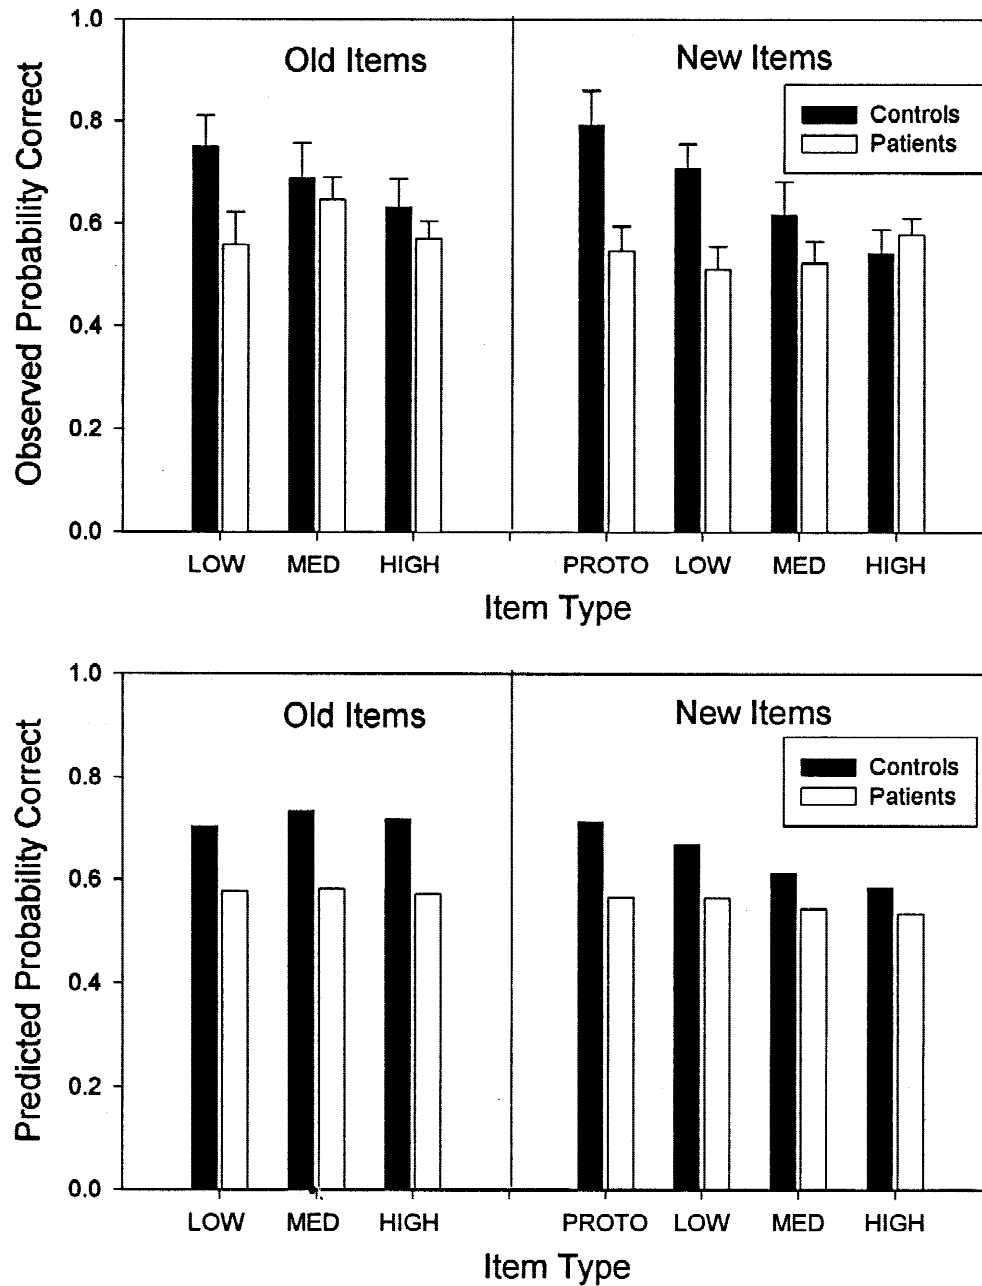 Observed Probability Correct
1.0
0.8
0.6
0.4
0.2
0.0
Old Items
New Items
Controls
Patients
LOW MED HIGH PROTO LOW MED HIGH
Item Type
Predicted Probability Correct
1.0
0.8
0.6
0.4
0.2
0.0
Old Items
New Items
Controls
Patients
LOW MED HIGH PROTO LOW MED HIGH
Item Type